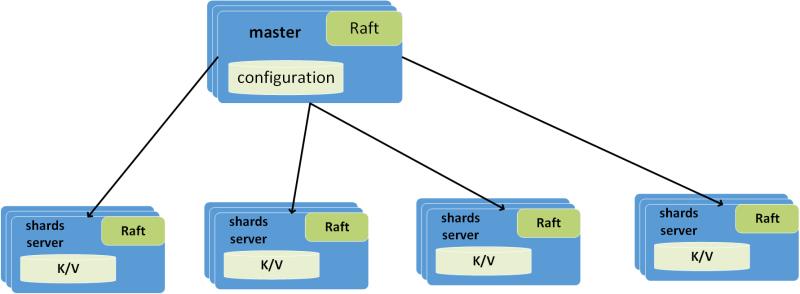 master
Raft
configuration
shards
server
Raft
K/V
shards
server
Raft
K/V
shards
server
Raft
K/V
shards
server
Raft
K/V